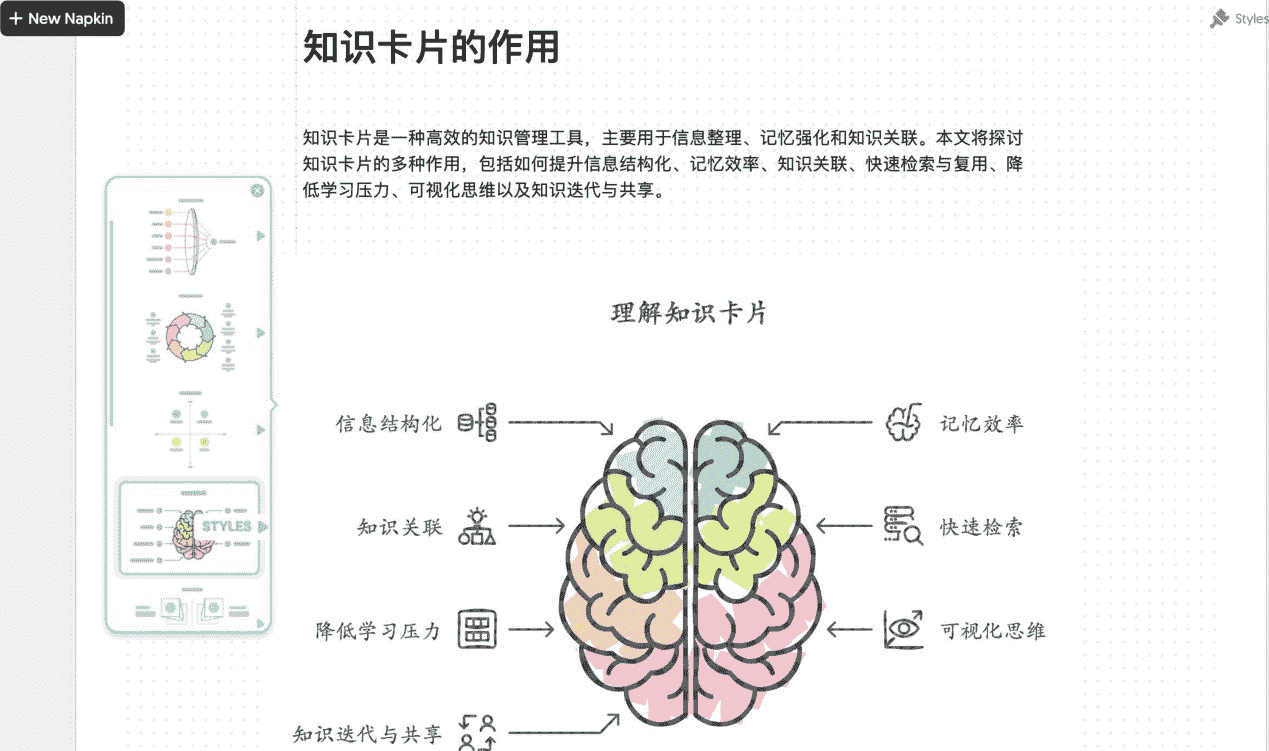 New Napkin
Styles
知识卡片的作用
知识卡片是一种高效的知识管理工具，主要用于信息整理、记忆强化和知识关联。本文将探讨
知识卡片的多种作用，包括如何提升信息结构化、记忆效率、知识关联、快速检索与复用、降
低学习压力、可视化思维以及知识迭代与共享。
理解知识卡片
信息结构化
记忆效率
知识关联
快速检索
STYLES
降低学习压力
可视化思维
知识迭代与共享